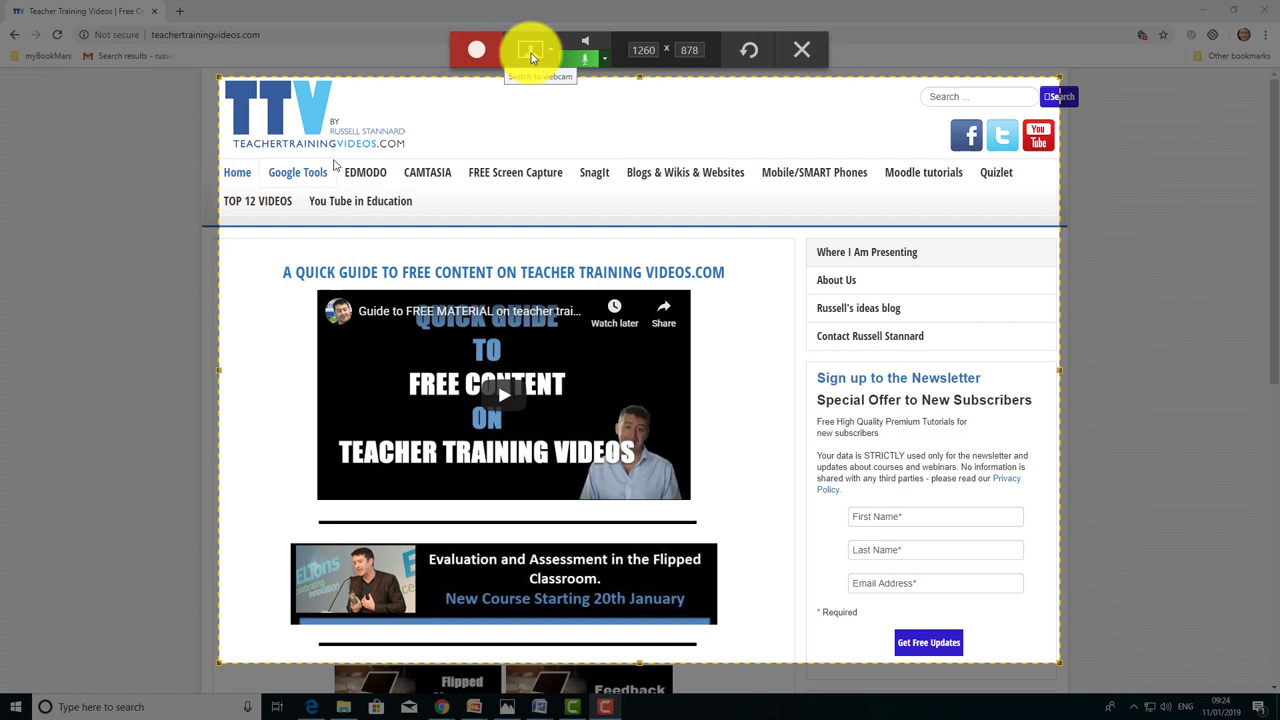 Teacher Training Videos | Russel
teachertrainingvideos.com
myBookMars
Search results - russe
Other bookmarks
1260 x 878
Switch to webcam
TTV
BY
RUSSELL STANNARD
TEACHERTRAININGVIDEOS.COM
Search ...
Search
You
Tube
Home
Google Tools
EDMODO
CAMTASIA
FREE Screen Capture
SnagIt
Blogs & Wikis & Websites
Mobile/SMART Phones
Moodle tutorials
Quizlet
TOP 12 VIDEOS
You Tube in Education
A QUICK GUIDE TO FREE CONTENT ON TEACHER TRAINING VIDEOS.COM
Guide to FREE MATERIAL on teacher trai...
Watch later
Share
QUICK GUIDE
TO
FREE CONTENT
ON
TEACHER TRAINING VIDEOS
Evaluation and Assessment in the Flipped
Classroom.
New Course Starting 20th January
Where I Am Presenting
About Us
Russell's ideas blog
Contact Russell Stannard
Sign up to the Newsletter
Special Offer to New Subscribers
Free High Quality Premium Tutorials for
new subscribers
Your data is STRICTLY used only for the newsletter and
updates about courses and webinars. No information is
shared with any third parties - please read our Privacy
Policy.
First Name*
Last Name*
Email Address*
* Required
Get Free Updates
Flipped
Feedback
Type here to search
ENG
09:24
11/01/2019